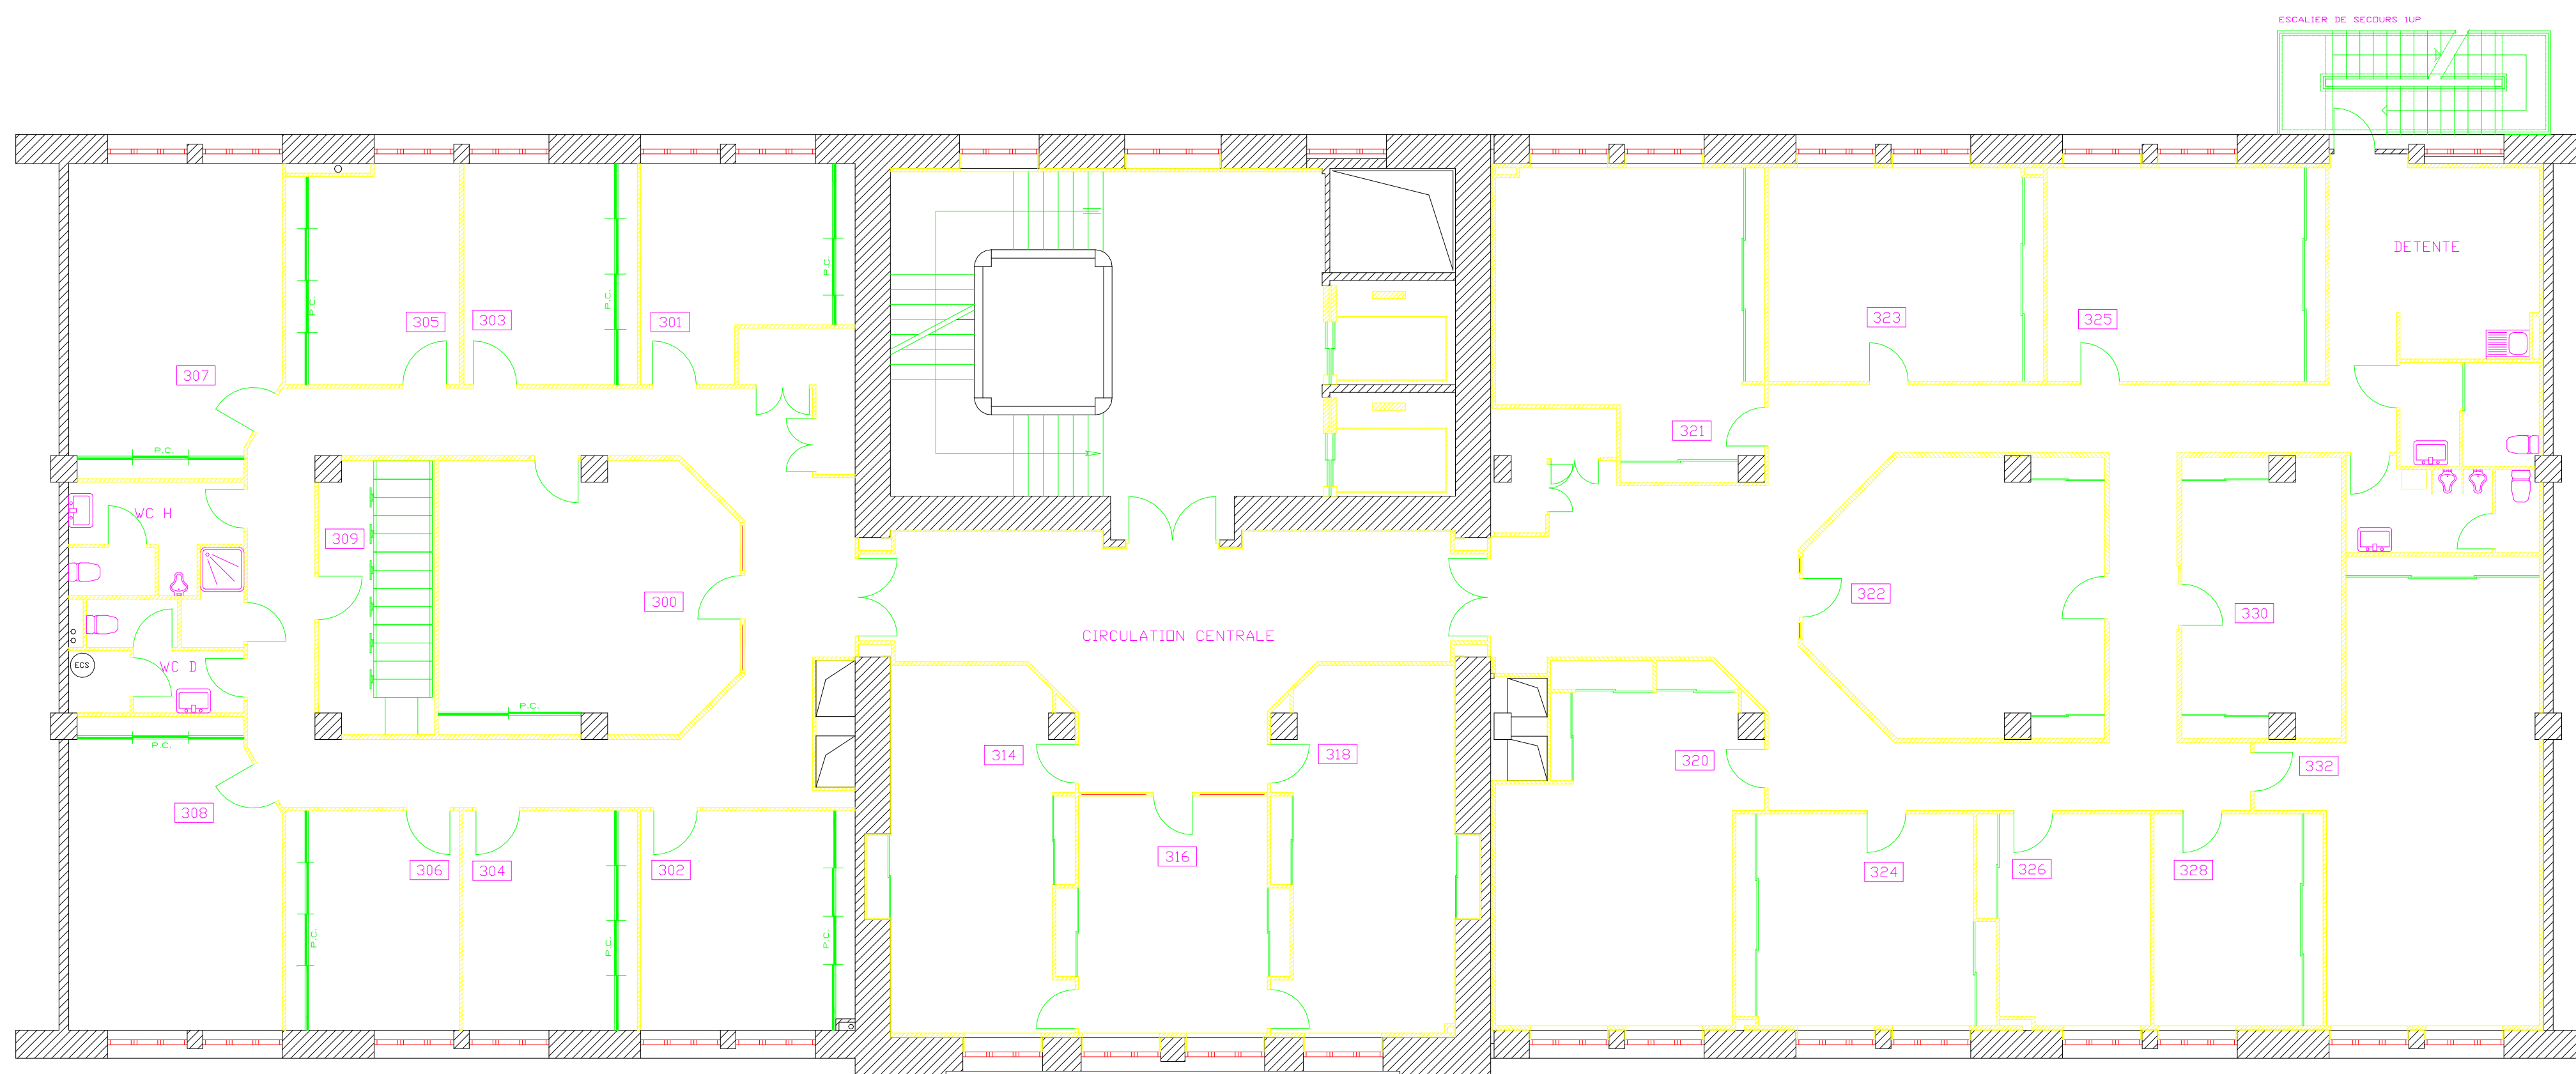 ESCALIER DE SECOURS 1UP
DETENTE
P.C.
P.C.
P.C.
305
303
301
323
325
307
321
P.C.
WC H
309
300
322
330
CIRCULATION CENTRALE
ECS
WC D
P.C.
P.C.
314
318
320
332
308
316
306
304
302
324
326
328
P.C.
P.C.
P.C.